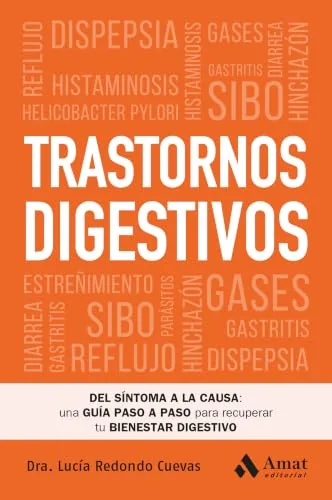 REFLUJO
DISPEPSIA
HISTAMINOSIS
HELICOBACTER PYLORI
HISTAMINOSIS
GASES
GASTRITIS
SIBO
DIARREA
HINCHAZÓN
TRASTORNOS
DIGESTIVOS
ESTREÑIMIENTO
DIARREA
GASTRITIS
SIBO
REFLUJO
PARÁSITOS
HINCHAZÓN
GASES
GASTRITIS
DISPEPSIA
DEL SÍNTOMA A LA CAUSA:
una GUÍA PASO A PASO para recuperar
tu BIENESTAR DIGESTIVO
Dra. Lucía Redondo Cuevas
Amat
editorial